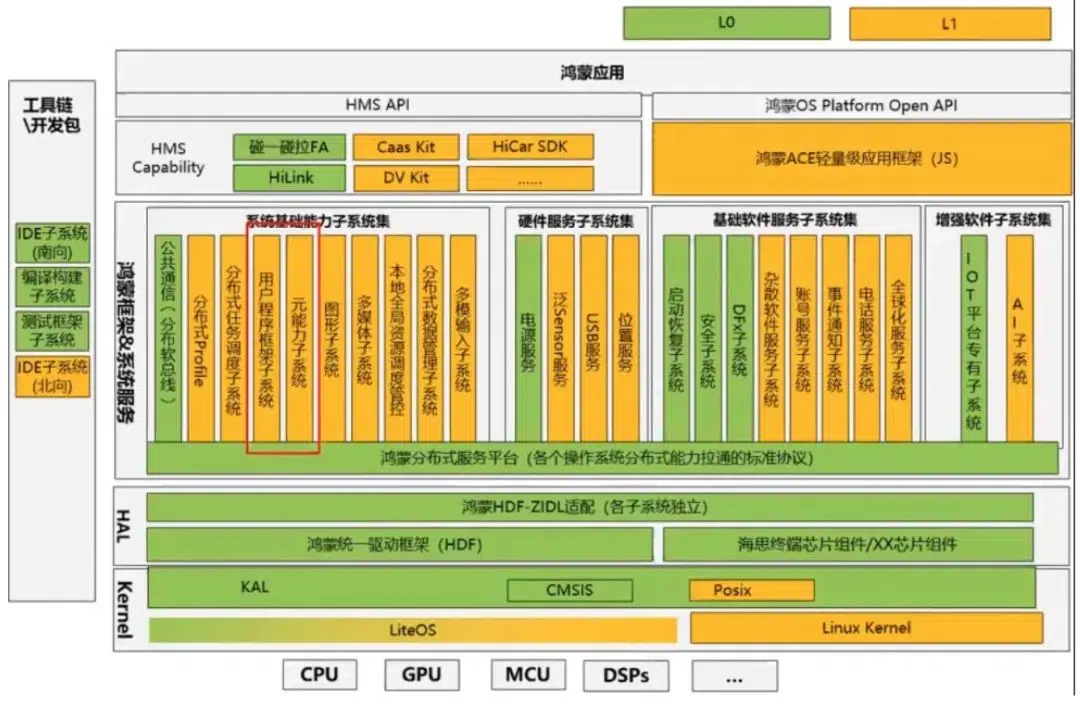 L0
L1
工具链
\开发包
IDE子系统
(南向)
编译构建
子系统
测试框架
子系统
IDE子系统
(北向)
鸿蒙应用
HMS API
鸿蒙OS Platform Open API
HMS
Capability
碰一碰拉FA
Caas Kit
HiCar SDK
HiLink
DV Kit
......
鸿蒙ACE轻量级应用框架（JS）
鸿蒙框架&系统服务
系统基础能力子系统集
公共通信（分布软总线）
分布式Profile
分布式任务调度子系统
用户程序框架子系统
元能力子系统
图形子系统
多媒体子系统
本地全局资源调度管控
分布式数据管理子系统
多模输入子系统
硬件服务子系统集
电源服务
泛Sensor服务
USB服务
位置服务
基础软件服务子系统集
启动恢复子系统
安全子系统
DFx子系统
杂散软件服务子系统
账号服务子系统
事件通知子系统
电话服务子系统
全球化服务子系统
增强软件子系统集
IOT平台专有子系统
AI子系统
鸿蒙分布式服务平台（各个操作系统分布式能力拉通的标准协议）
HAL
鸿蒙HDF-ZIDL适配（各子系统独立）
鸿蒙统一驱动框架（HDF）
海思终端芯片组件/XX芯片组件
Kernel
KAL
CMSIS
Posix
LiteOS
Linux Kernel
CPU
GPU
MCU
DSPs
...